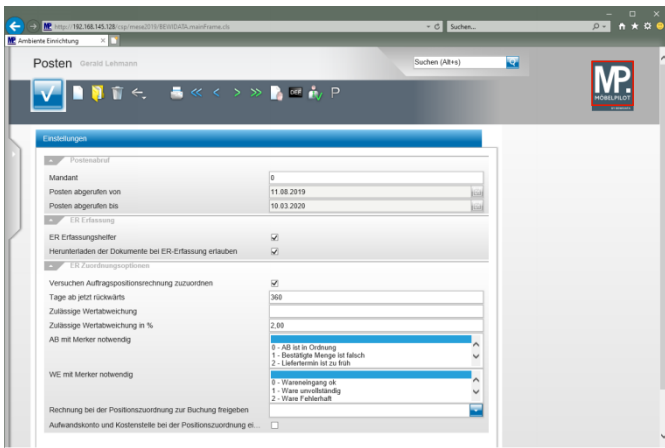 http://192.168.145.128/csp/mesa2019/BEWIDATA.mainFrame.cls
Suchen...
Ambiente Einrichtung
Posten Gerald Lehmann
Suchen (Alt+s)
DEF P
MP.
MÖBELPILOT
Einstellungen
Postenabruf
Mandant 0
Posten abgerufen von 11.08.2019
Posten abgerufen bis 10.03.2020
ER Erfassung
ER Erfassungshelfer
Herunterladen der Dokumente bei ER-Erfassung erlauben
ER Zuordnungsoptionen
Versuchen Auftragspositionsrechnung zuzuordnen
Tage ab jetzt rückwärts 360
Zulässige Wertabweichung
Zulässige Wertabweichung in % 2,00
AB mit Merker notwendig
0 - AB ist in Ordnung
1 - Bestätigte Menge ist falsch
2 - Liefertermin ist zu früh
WE mit Merker notwendig
0 - Wareneingang ok
1 - Ware unvollständig
2 - Ware Fehlerhaft
Rechnung bei der Positionszuordnung zur Buchung freigeben
Aufwandskonto und Kostenstelle bei der Positionszuordnung ei...